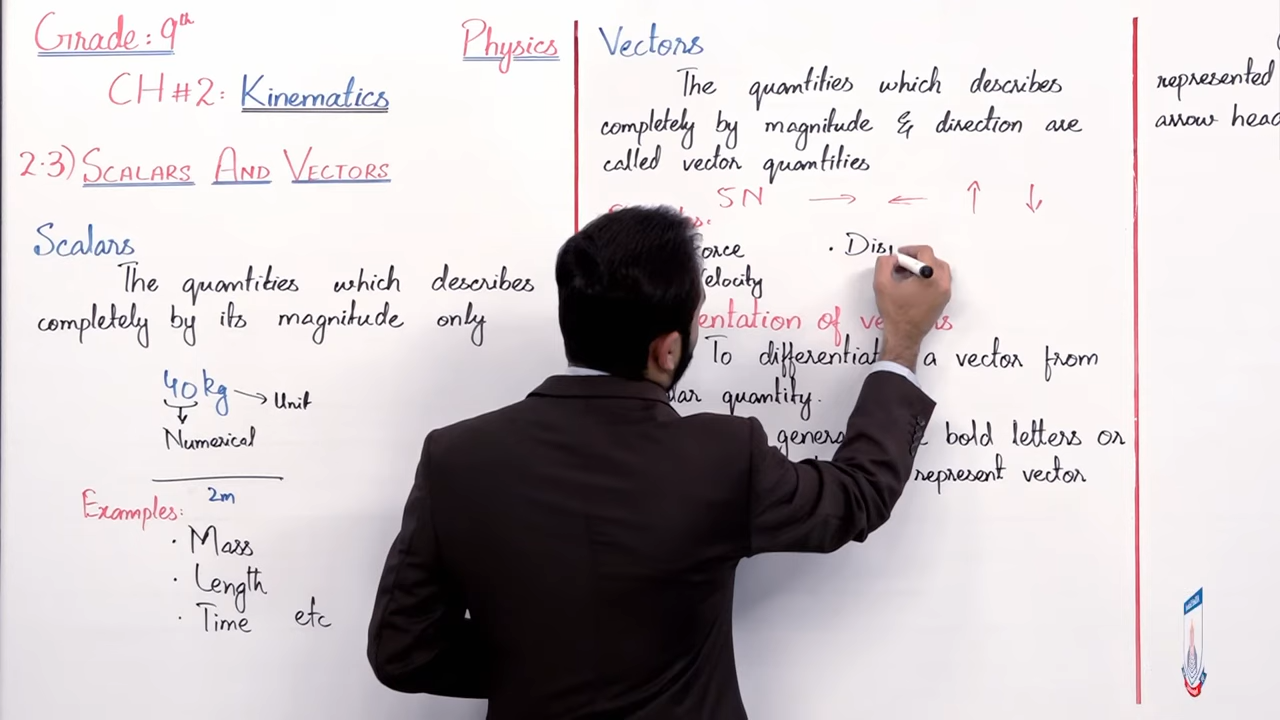 Grade: 9th
Physics
CH #2: Kinematics
2.3) SCALARS AND VECTORS
Scalars
The quantities which describes
completely by its magnitude only
40kg → Unit
Numerical
2m
Examples:
· Mass
· Length
· Time etc
Vectors
The quantities which describes
completely by magnitude & direction are
called vector quantities
5N → ← ↑ ↓
orce
· Dis
elocity
entation of ve s
To differentiat a vector from
lar quantity.
genera bold letters or
represent vector
represented
arrow head